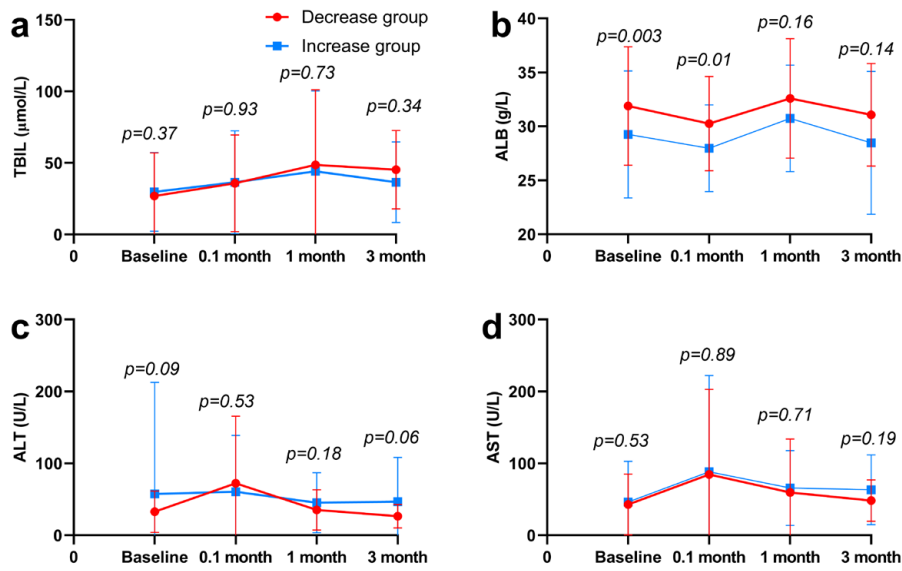 a
Decrease group
Increase group
TBIL (μmol/L)
150
100
50
0
p=0.37
p=0.93
p=0.73
p=0.34
0 Baseline 0.1 month 1 month 3 month
b
ALB (g/L)
40
35
30
25
20
p=0.003
p=0.01
p=0.16
p=0.14
0 Baseline 0.1 month 1 month 3 month
c
ALT (U/L)
300
200
100
0
p=0.09
p=0.53
p=0.18
p=0.06
0 Baseline 0.1 month 1 month 3 month
d
AST (U/L)
300
200
100
0
p=0.53
p=0.89
p=0.71
p=0.19
0 Baseline 0.1 month 1 month 3 month